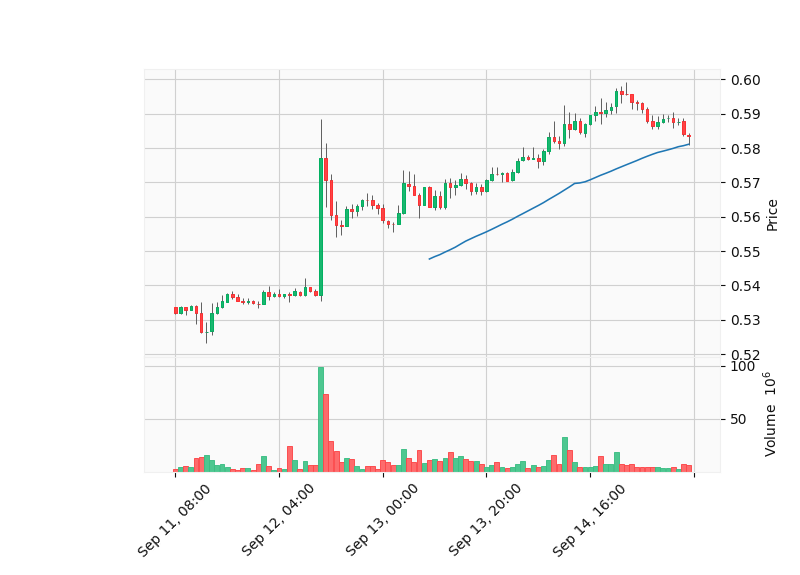 0.60
0.59
0.58
0.57
0.56
0.55
0.54
0.53
0.52
Price
100
50
Volume 10^6
Sep 11, 08:00
Sep 12, 04:00
Sep 13, 00:00
Sep 13, 20:00
Sep 14, 16:00